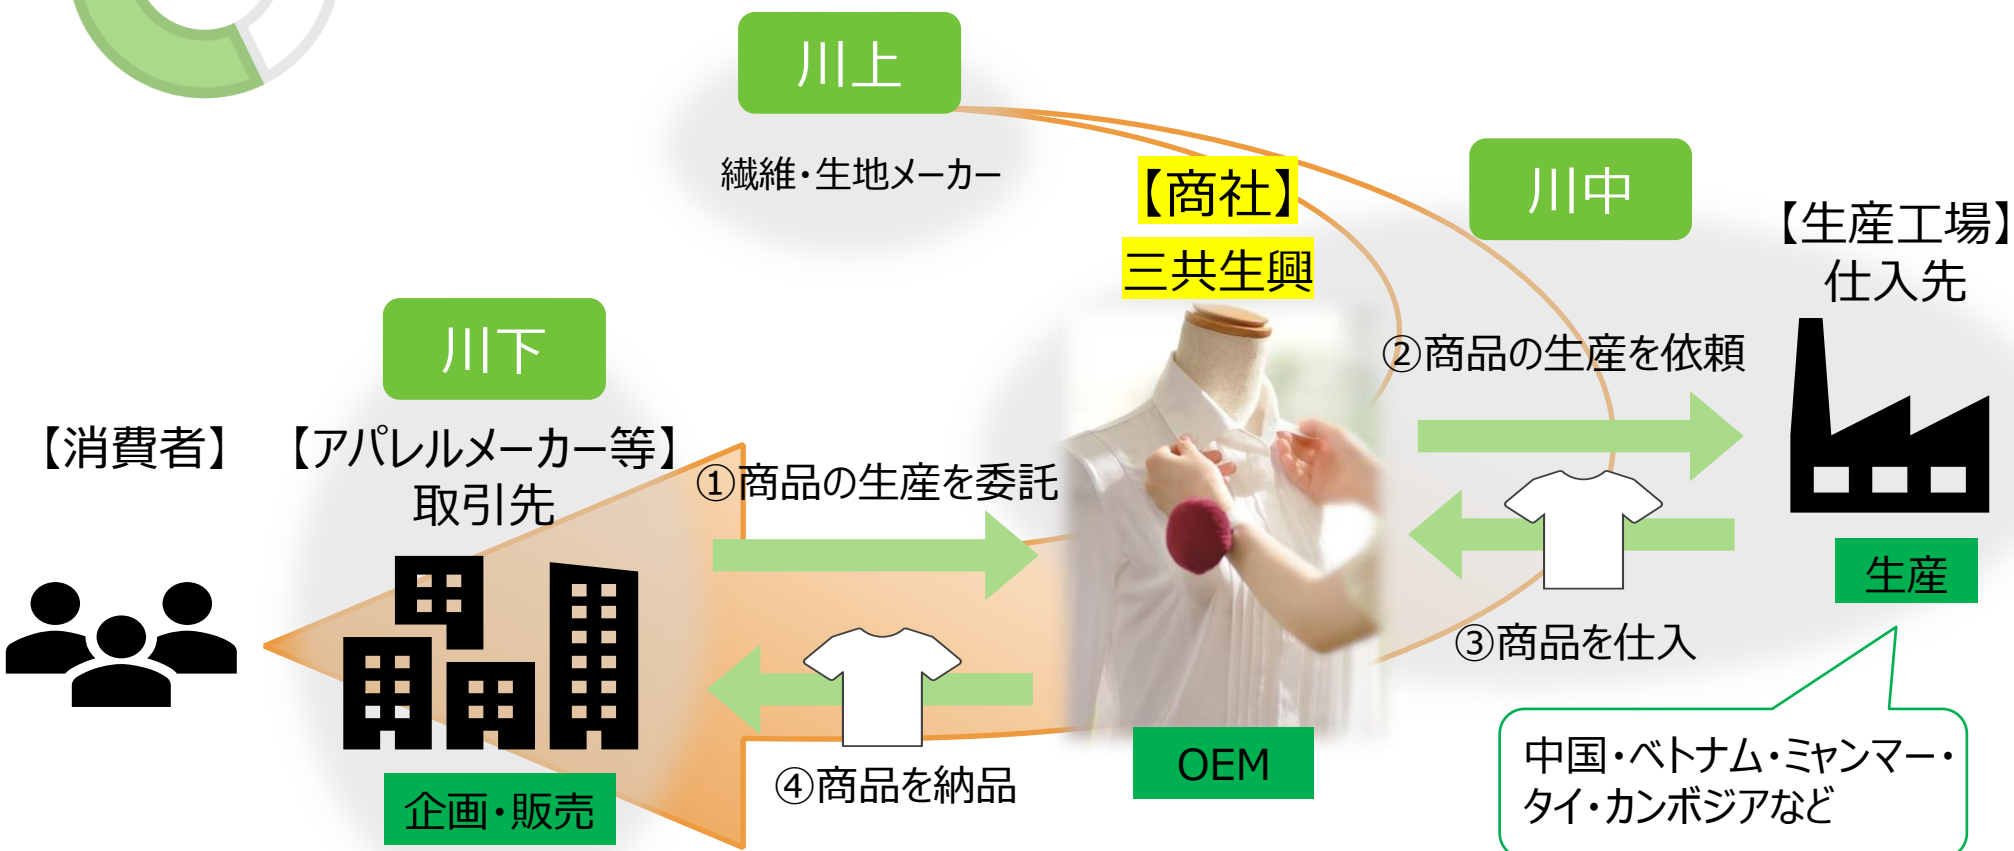 川上
繊維・生地メーカー
【商社】
三共生興
川中
【生産工場】
仕入先
川下
②商品の生産を依頼
【消費者】
【アパレルメーカー等】
取引先
①商品の生産を委託
生産
③商品を仕入
OEM
④商品を納品
企画・販売
中国・ベトナム・ミャンマー・
タイ・カンボジアなど